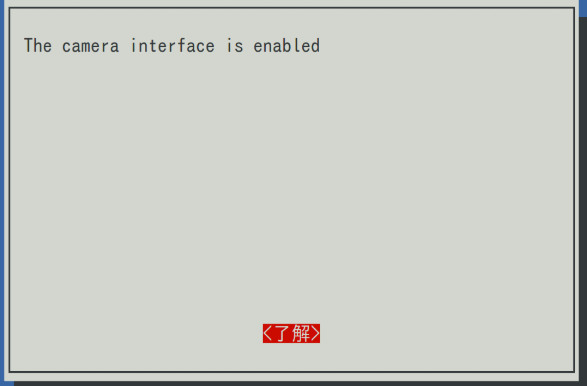 The camera interface is enabled
<了解>